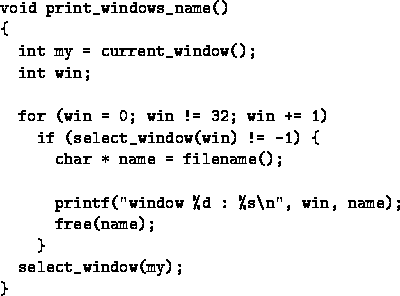 void print_windows_name()
{
  int my = current_window();
  int win;

  for (win = 0; win != 32; win += 1)
    if (select_window(win) != -1) {
      char * name = filename();

      printf("window %d : %s\n", win, name);
      free(name);
    }
  select_window(my);
}